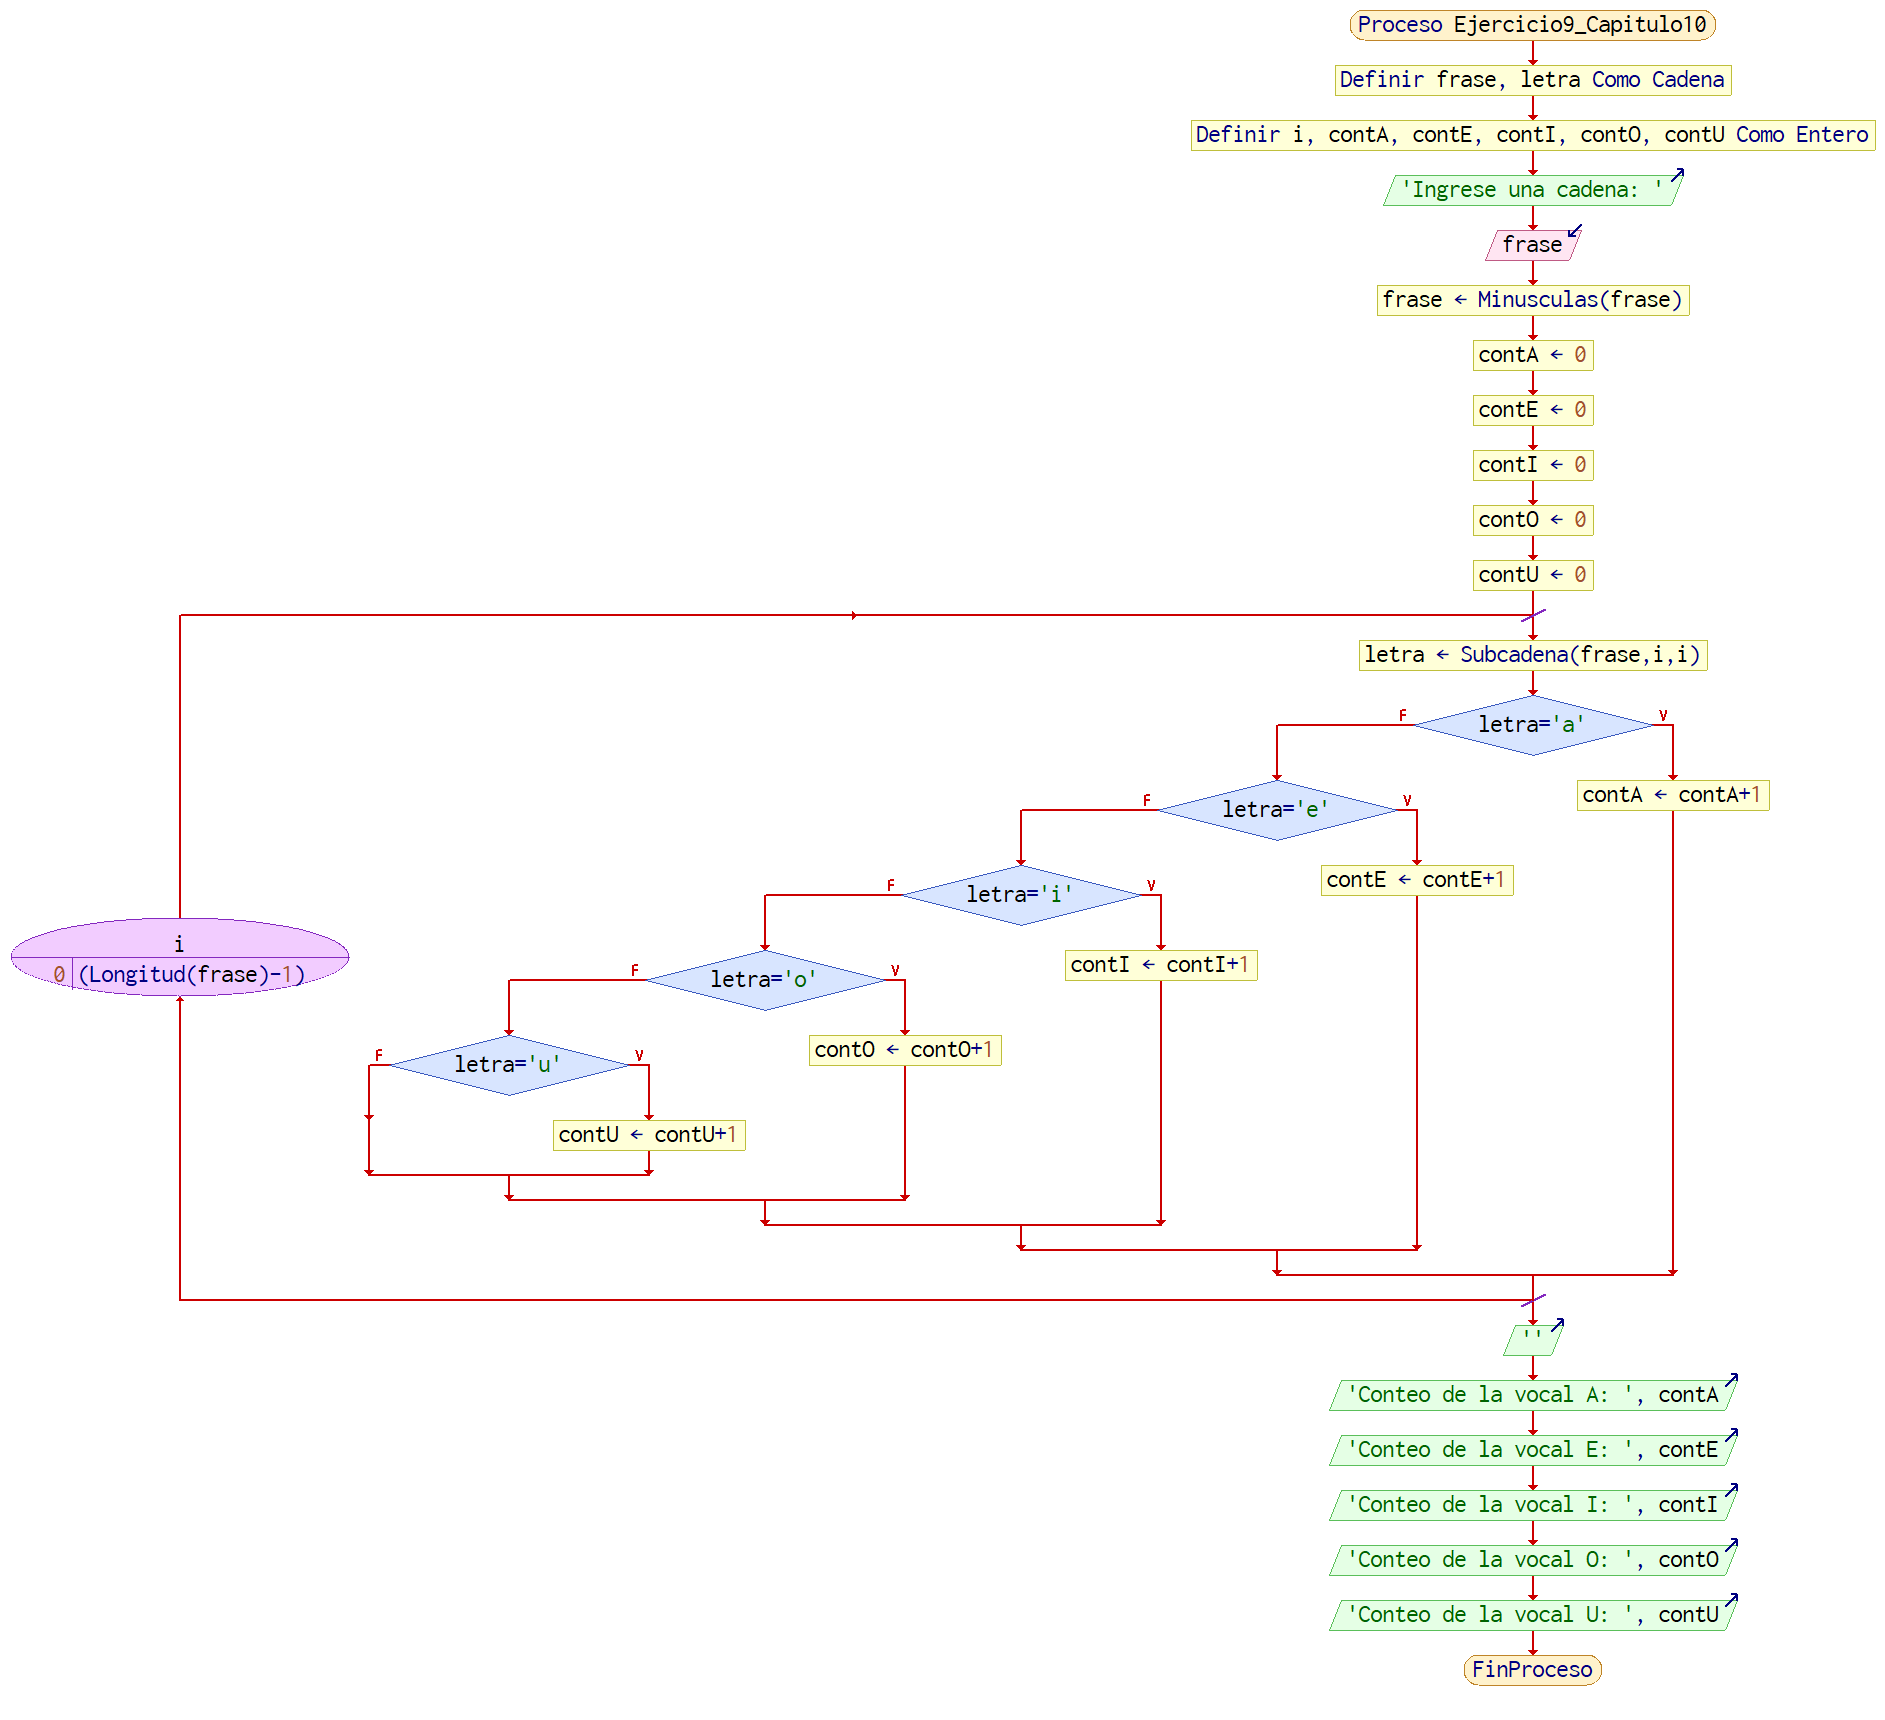 Proceso Ejercicio9_Capitulo10
Definir frase, letra Como Cadena
Definir i, contA, contE, contI, contO, contU Como Entero
'Ingrese una cadena: '
frase
frase ← Minusculas(frase)
contA ← 0
contE ← 0
contI ← 0
contO ← 0
contU ← 0
letra ← Subcadena(frase,i,i)
F
letra='a'
V
contA ← contA+1
F
letra='e'
V
contE ← contE+1
F
letra='i'
V
contI ← contI+1
F
letra='o'
V
contO ← contO+1
F
letra='u'
V
contU ← contU+1
i
0 (Longitud(frase)-1)
''
'Conteo de la vocal A: ', contA
'Conteo de la vocal E: ', contE
'Conteo de la vocal I: ', contI
'Conteo de la vocal O: ', contO
'Conteo de la vocal U: ', contU
FinProceso